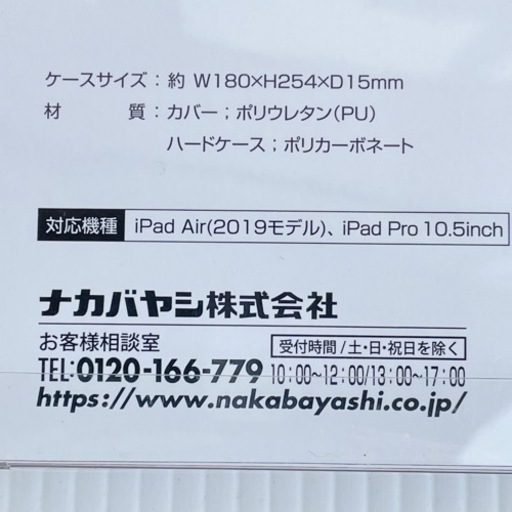 ケースサイズ：約 W180×H254×D15mm
材　　　質：カバー；ポリウレタン（PU）
ハードケース；ポリカーボネート
対応機種 iPad Air(2019モデル)、iPad Pro 10.5inch
ナカバヤシ株式会社
お客様相談室 受付時間/土・日・祝日を除く
TEL:0120-166-779 10：00〜12：00/13：00〜17：00
https://www.nakabayashi.co.jp/